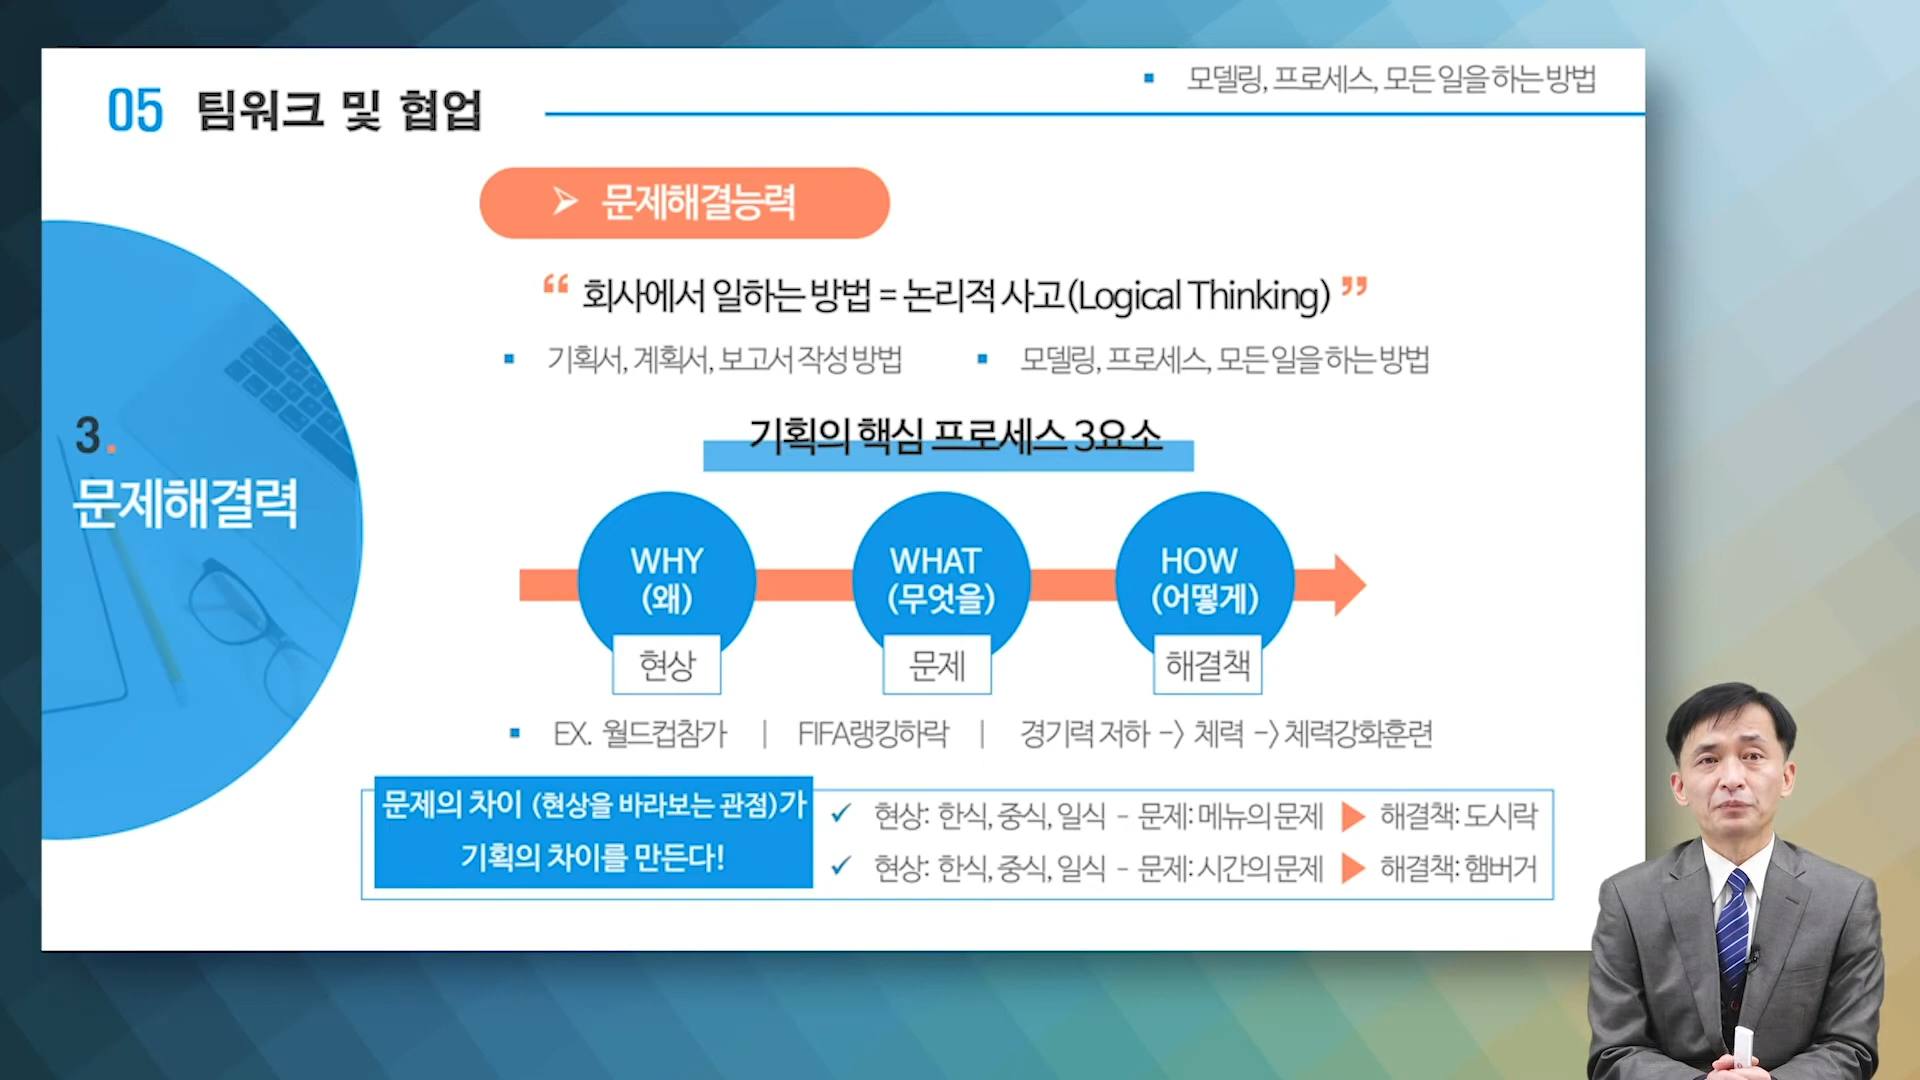 05 팀워크 및 협업
▪ 모델링, 프로세스, 모든 일을 하는 방법
➢ 문제해결능력
“ 회사에서 일하는 방법 = 논리적 사고(Logical Thinking) ”
▪ 기획서, 계획서, 보고서 작성 방법 ▪ 모델링, 프로세스, 모든 일을 하는 방법
3.
문제해결력
기획의 핵심 프로세스 3요소
WHY
(왜)
현상
WHAT
(무엇을)
문제
HOW
(어떻게)
해결책
▪ EX. 월드컵참가 | FIFA랭킹하락 | 경기력 저하 -> 체력 -> 체력강화훈련
문제의 차이 (현상을 바라보는 관점)가
기획의 차이를 만든다!
✓ 현상: 한식, 중식, 일식 - 문제: 메뉴의 문제 ▶ 해결책: 도시락
✓ 현상: 한식, 중식, 일식 - 문제: 시간의 문제 ▶ 해결책: 햄버거